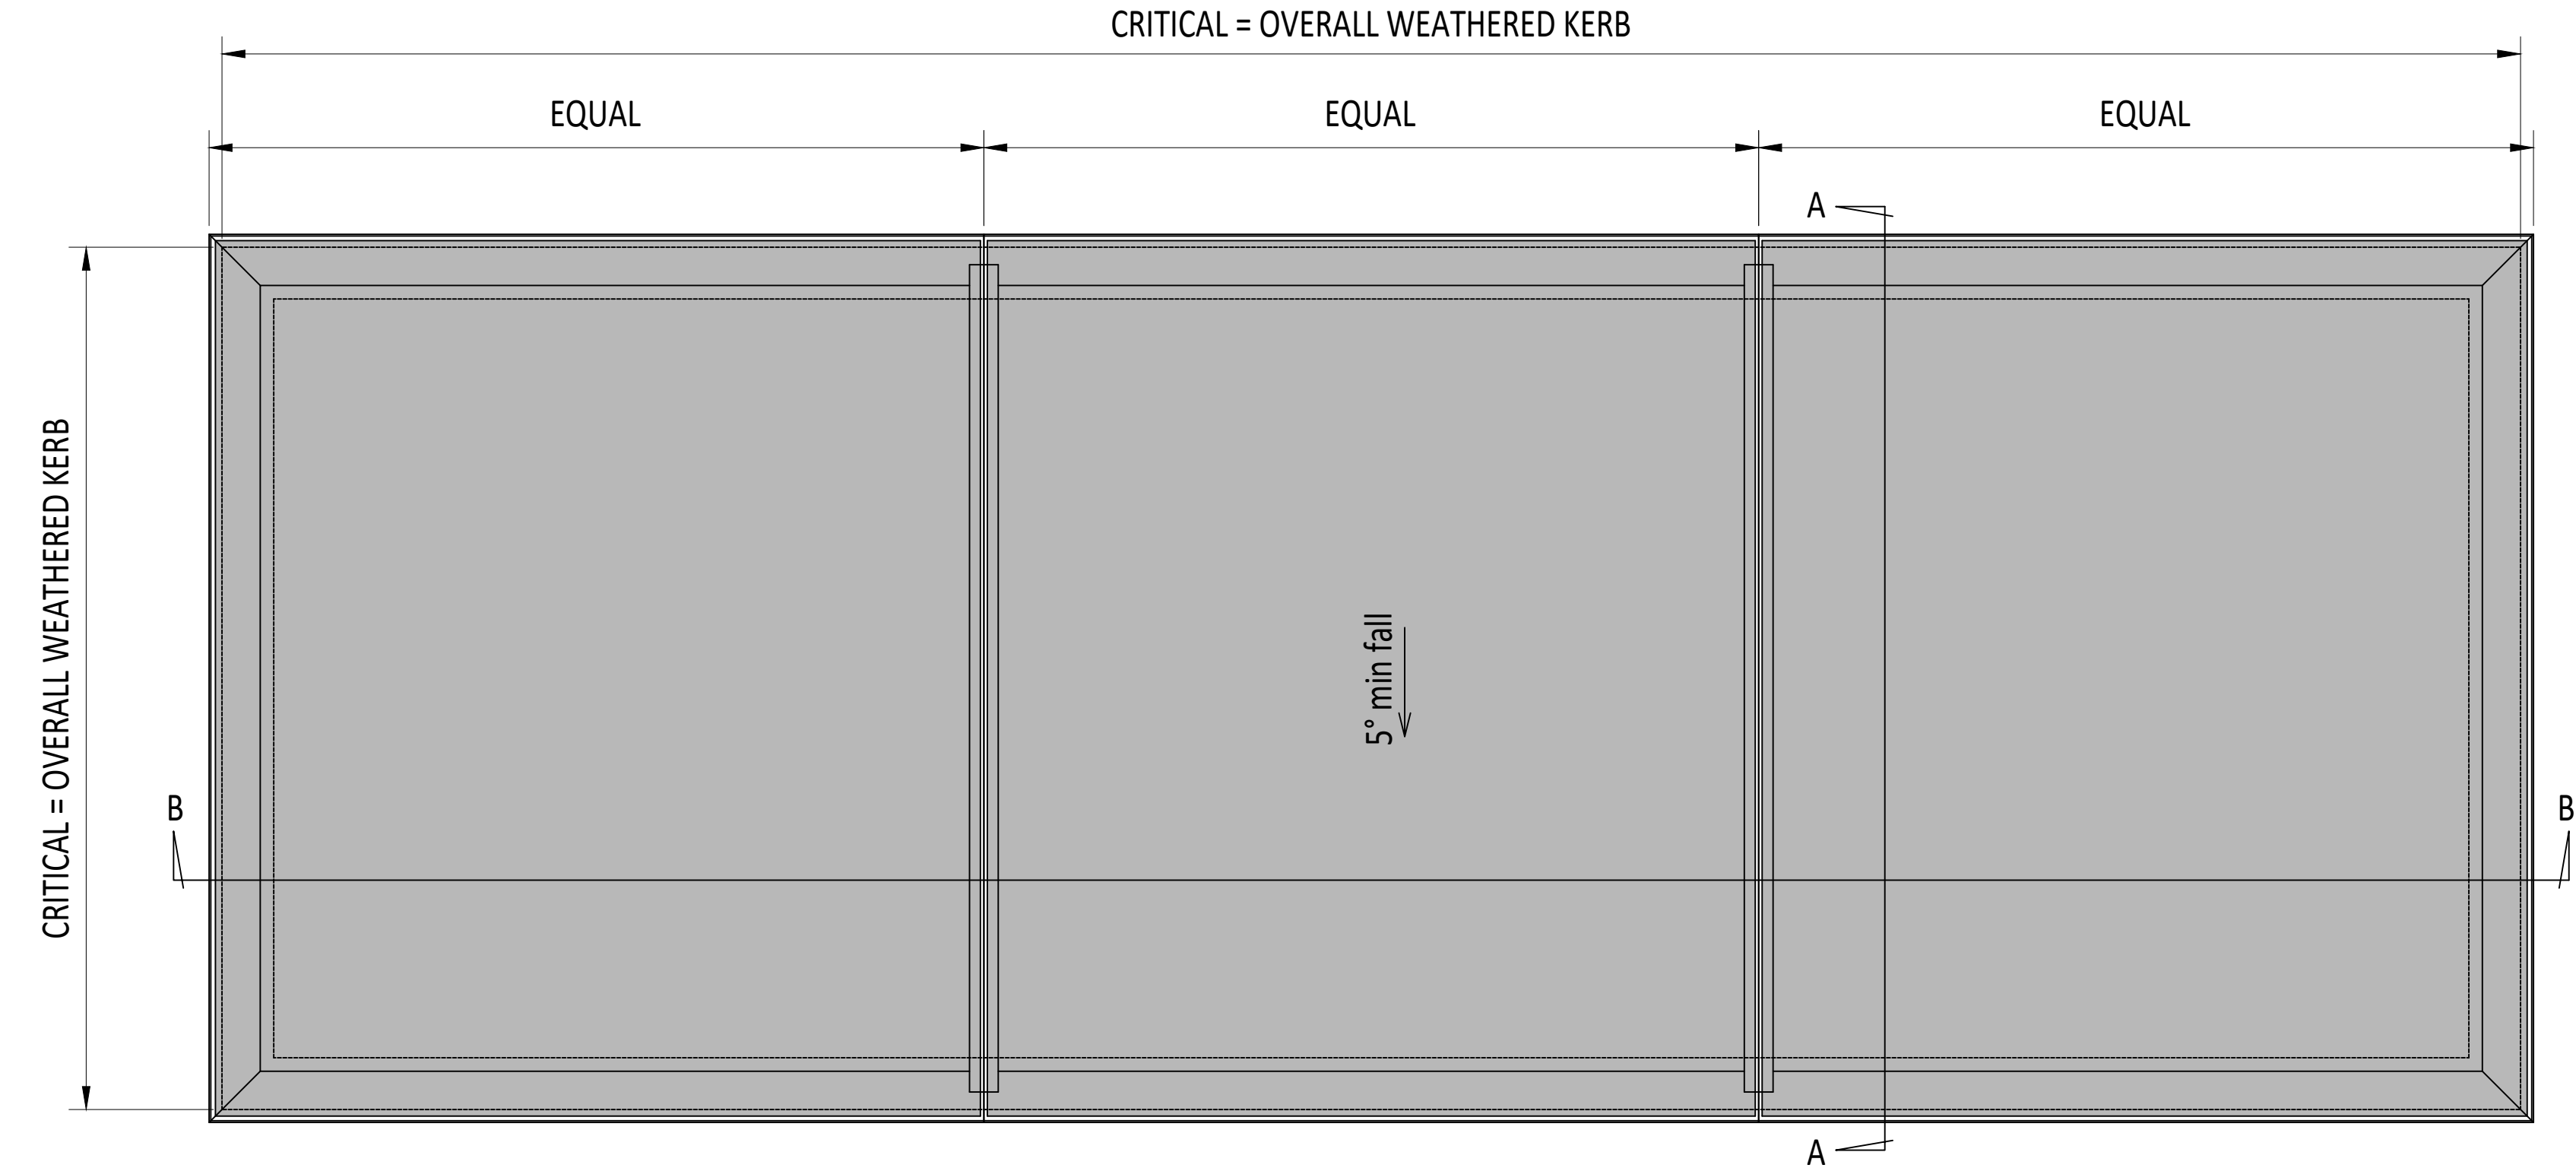 CRITICAL = OVERALL WEATHERED KERB
EQUAL
EQUAL
EQUAL
A
CRITICAL = OVERALL WEATHERED KERB
5° min fall
B
B
A